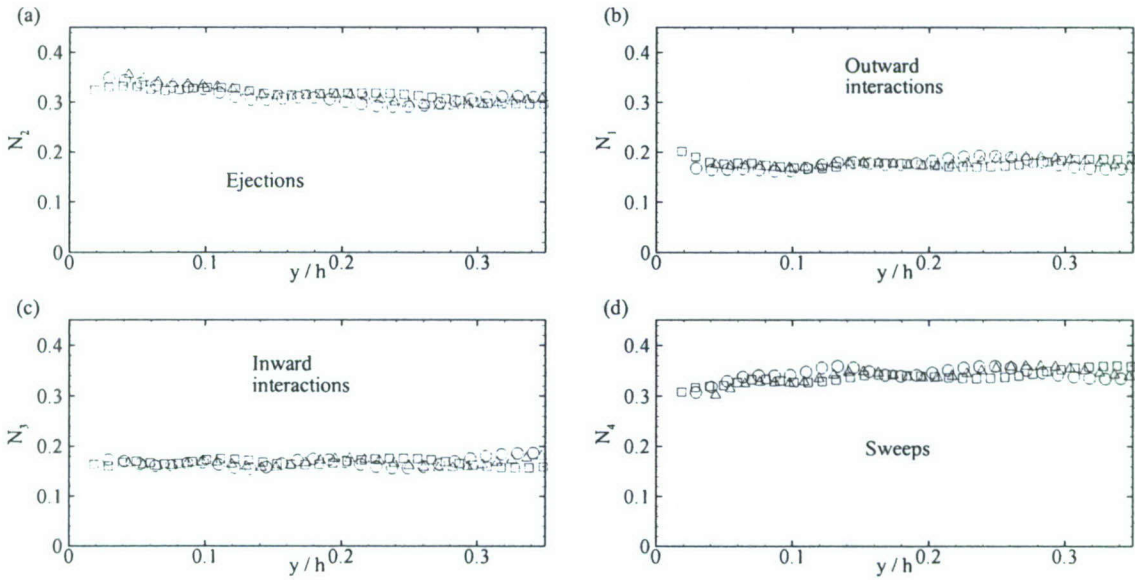 (a)
0.4
0.3
N2
0.2
Ejections
0.1
0
0 0.1 0.2 0.3
y / h
(b)
0.4
Outward
interactions
0.3
N1
0.2
0.1
0
0 0.1 0.2 0.3
y / h
(c)
0.4
Inward
interactions
0.3
N3
0.2
0.1
0
0 0.1 0.2 0.3
y / h
(d)
0.4
0.3
N4
0.2
Sweeps
0.1
0
0 0.1 0.2 0.3
y / h